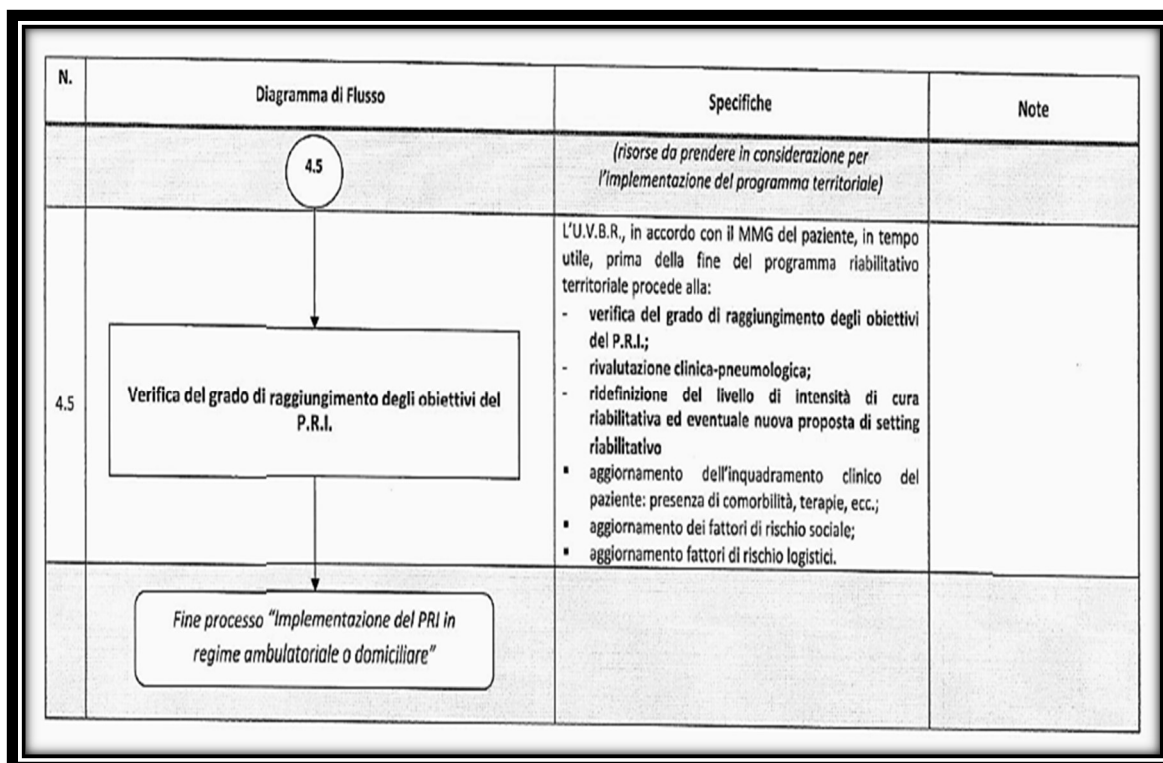 N.
Diagramma di Flusso
Specifiche
Note
4.5
(risorse da prendere in considerazione per
l'implementazione del programma territoriale)
4.5
Verifica del grado di raggiungimento degli obiettivi del
P.R.I.
L'U.V.B.R., in accordo con il MMG del paziente, in tempo
utile, prima della fine del programma riabilitativo
territoriale procede alla:
- verifica del grado di raggiungimento degli obiettivi
del P.R.I.;
- rivalutazione clinica-pneumologica;
- ridefinizione del livello di intensità di cura
riabilitativa ed eventuale nuova proposta di setting
riabilitativo
▪ aggiornamento dell'inquadramento clinico del
paziente: presenza di comorbilità, terapie, ecc.;
▪ aggiornamento dei fattori di rischio sociale;
▪ aggiornamento fattori di rischio logistici.
Fine processo "Implementazione del PRI in
regime ambulatoriale o domiciliare"